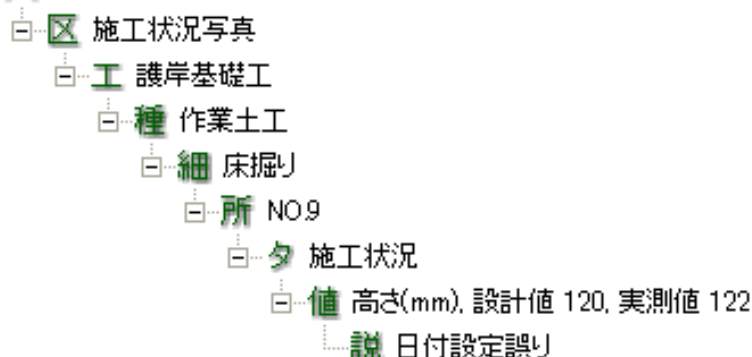 区 施工状況写真
工 護岸基礎工
種 作業土工
細 床掘り
所 NO.9
タ 施工状況
値 高さ(mm), 設計値 120, 実測値 122
説 日付設定誤り